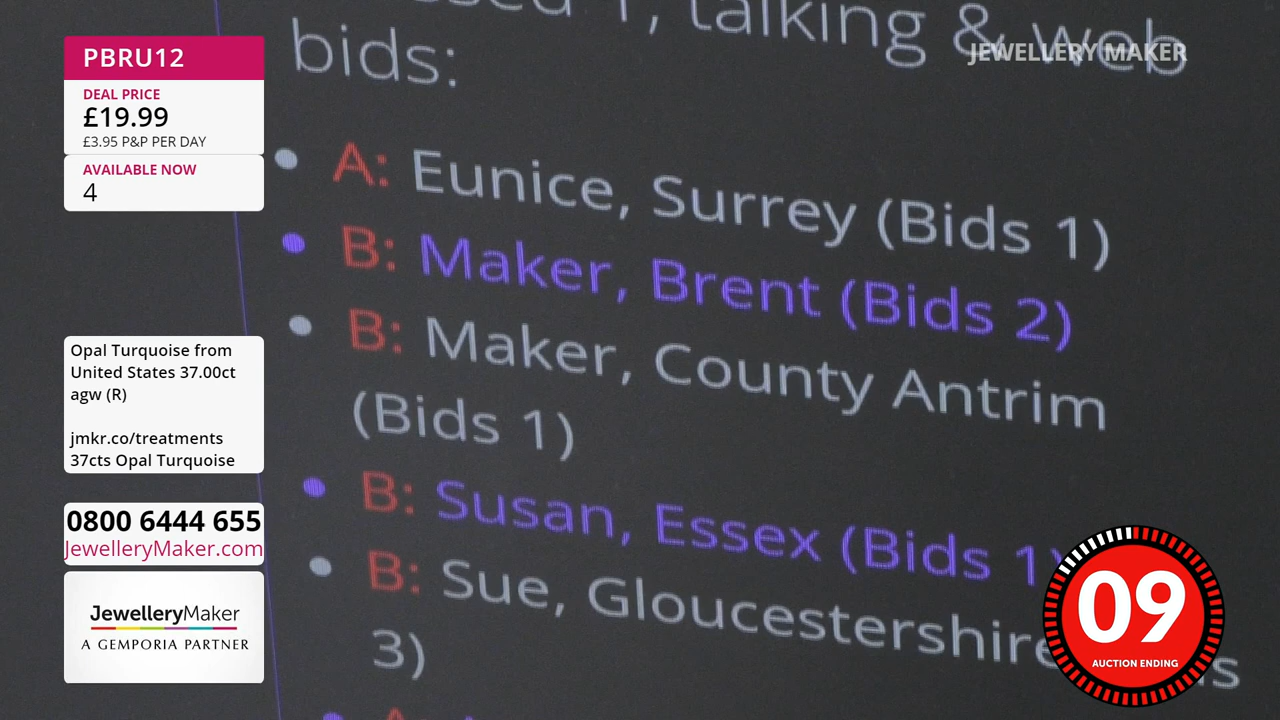 PBRU12
DEAL PRICE
£19.99
£3.95 P&P PER DAY
AVAILABLE NOW
4
Opal Turquoise from
United States 37.00ct
agw (R)
jmkr.co/treatments
37cts Opal Turquoise
0800 6444 655
JewelleryMaker.com
JewelleryMaker
A GEMPORIA PARTNER
1, talking & web
bids:
JEWELLERY MAKER
• A: Eunice, Surrey (Bids 1)
• B: Maker, Brent (Bids 2)
• B: Maker, County Antrim
(Bids 1)
• B: Susan, Essex (Bids 1)
• B: Sue, Gloucestershire
3)
09
AUCTION ENDING